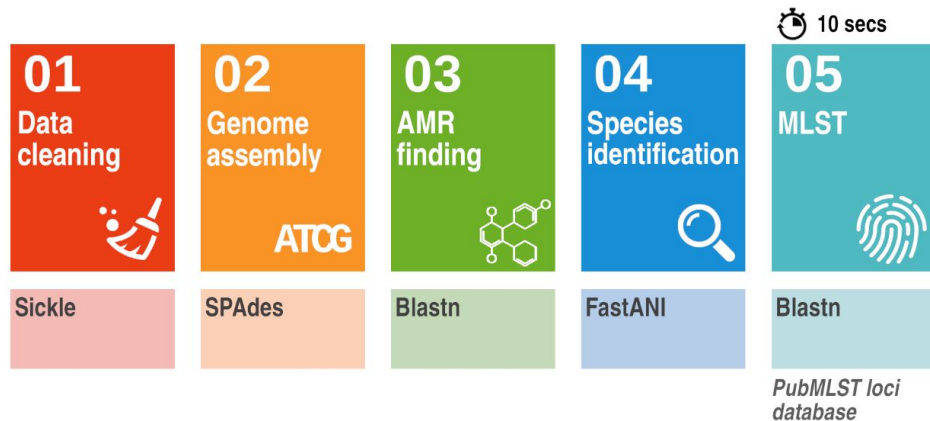 10 secs
01
Data
cleaning
02
Genome
assembly
ATCG
03
AMR
finding
04
Species
identification
05
MLST
Sickle
SPAdes
Blastn
FastANI
Blastn
PubMLST loci
database